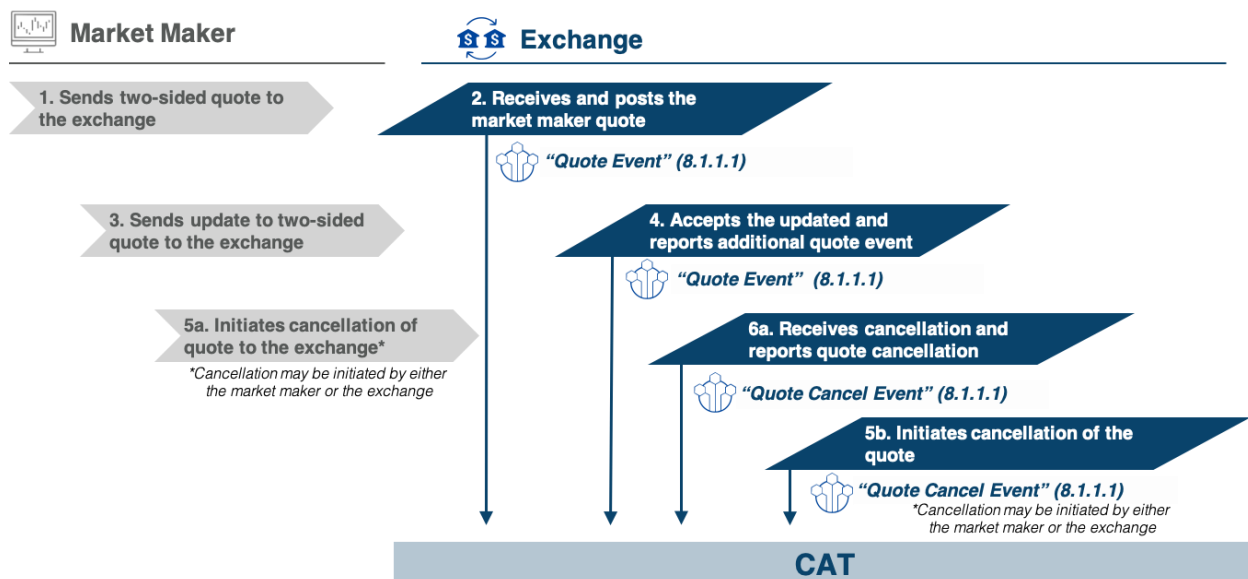 Market Maker
Exchange
1. Sends two-sided quote to
the exchange
2. Receives and posts the
market maker quote
“Quote Event” (8.1.1.1)
3. Sends update to two-sided
quote to the exchange
4. Accepts the updated and
reports additional quote event
“Quote Event” (8.1.1.1)
5a. Initiates cancellation of
quote to the exchange*
*Cancellation may be initiated by either
the market maker or the exchange
6a. Receives cancellation and
reports quote cancellation
“Quote Cancel Event” (8.1.1.1)
5b. Initiates cancellation of the
quote
“Quote Cancel Event” (8.1.1.1)
*Cancellation may be initiated by either
the market maker or the exchange
CAT